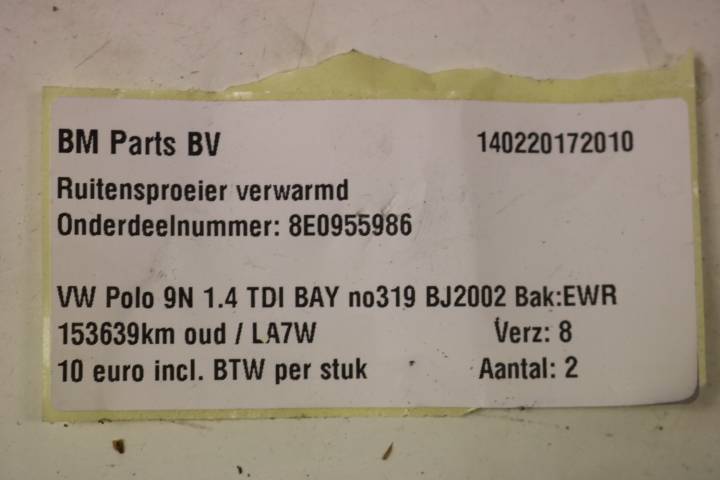 BM Parts BV 140220172010
Ruitensproeier verwarmd
Onderdeelnummer: 8E0955986
VW Polo 9N 1.4 TDI BAY no319 BJ2002 Bak:EWR
153639km oud / LA7W Verz: 8
10 euro incl. BTW per stuk Aantal: 2